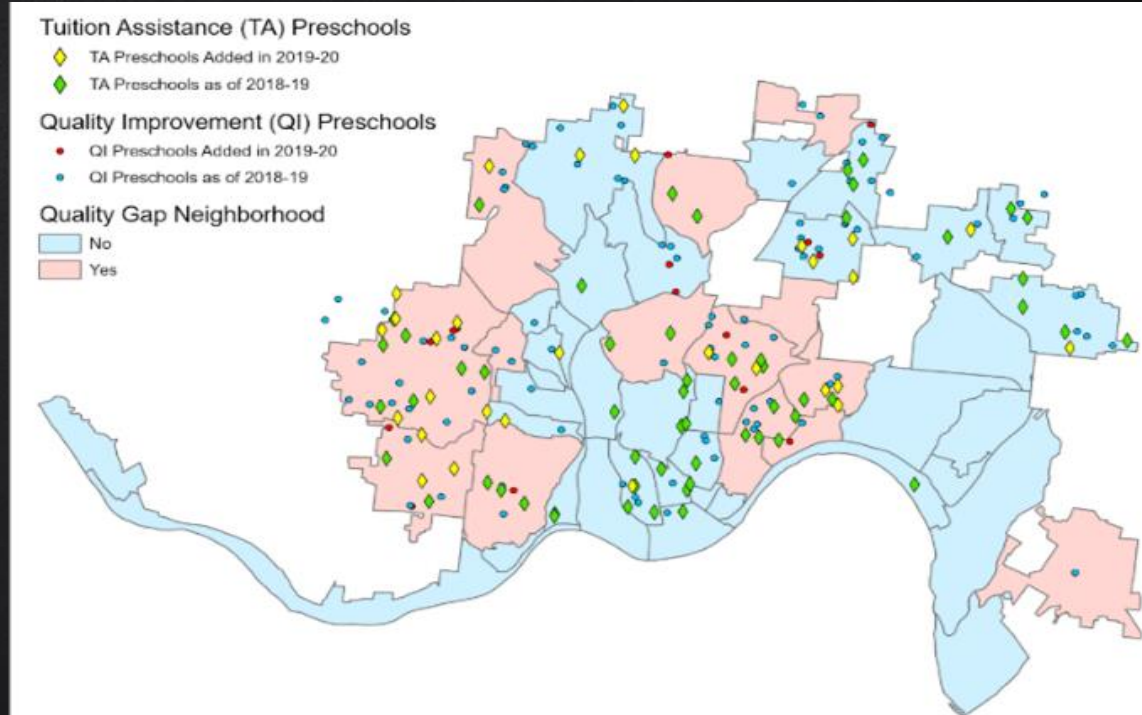 Tuition Assistance (TA) Preschools
TA Preschools Added in 2019-20
TA Preschools as of 2018-19
Quality Improvement (QI) Preschools
QI Preschools Added in 2019-20
QI Preschools as of 2018-19
Quality Gap Neighborhood
No
Yes